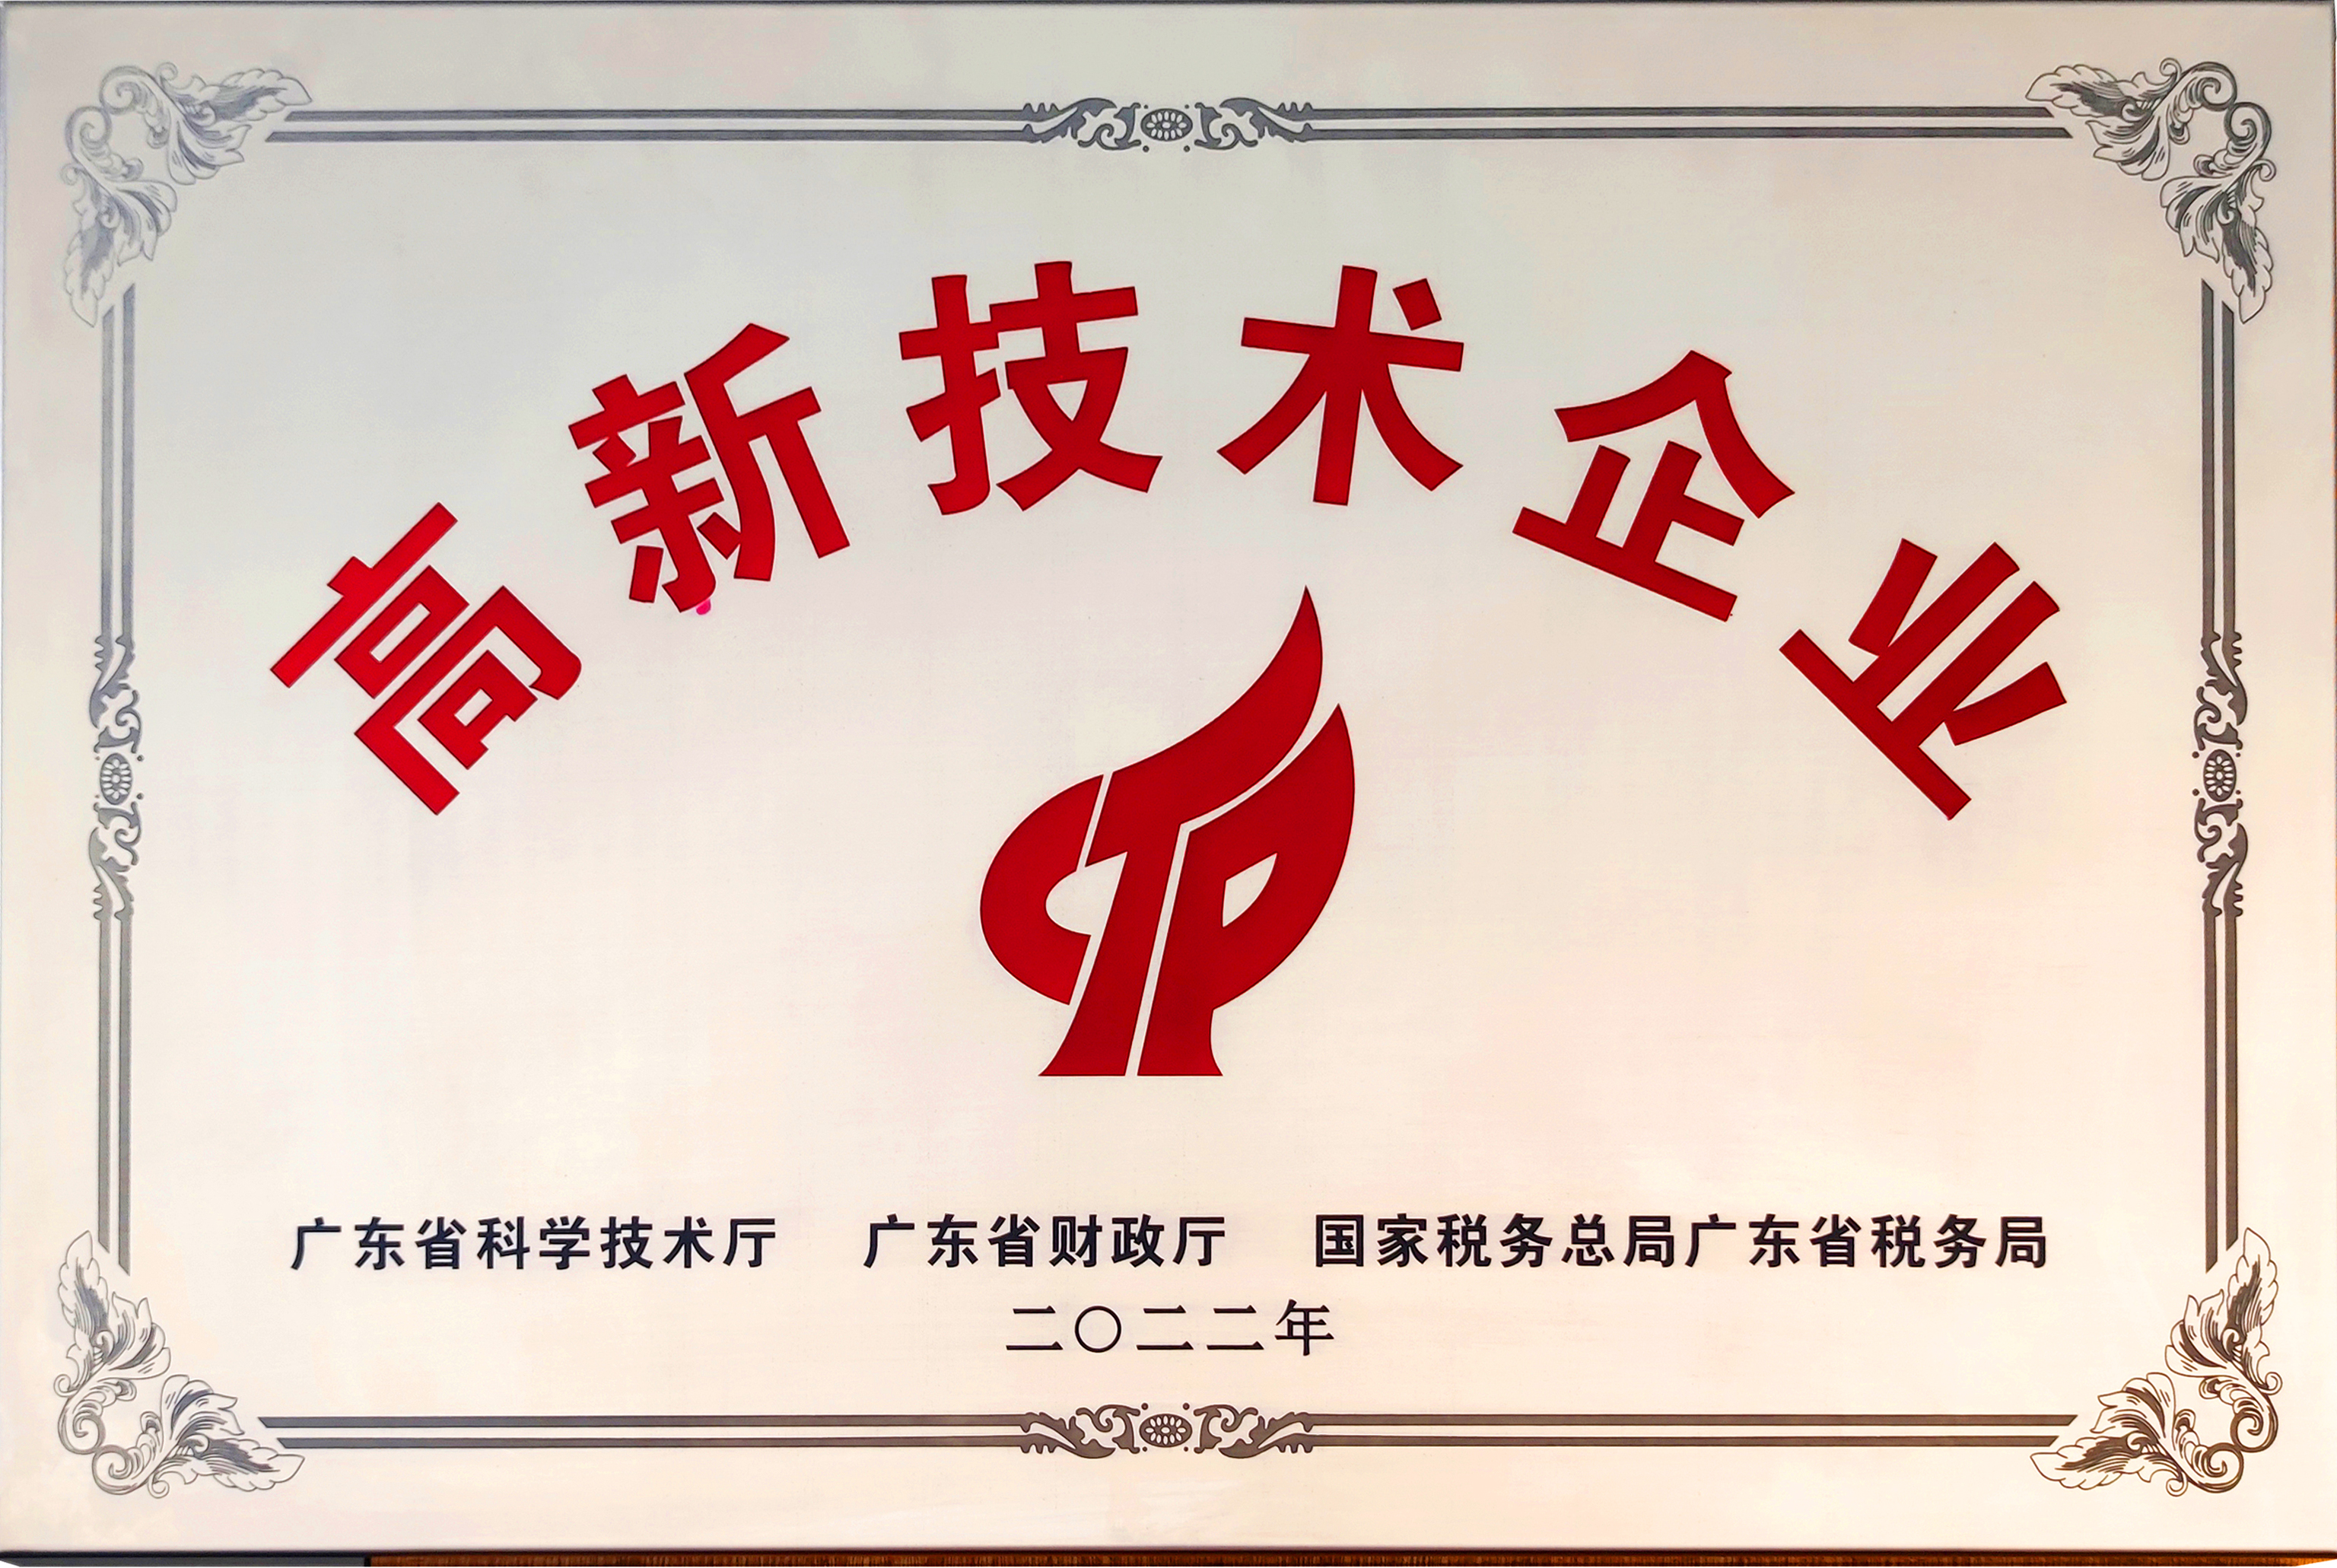 高新技术企业
广东省科学技术厅 广东省财政厅 国家税务总局广东省税务局
二〇二二年